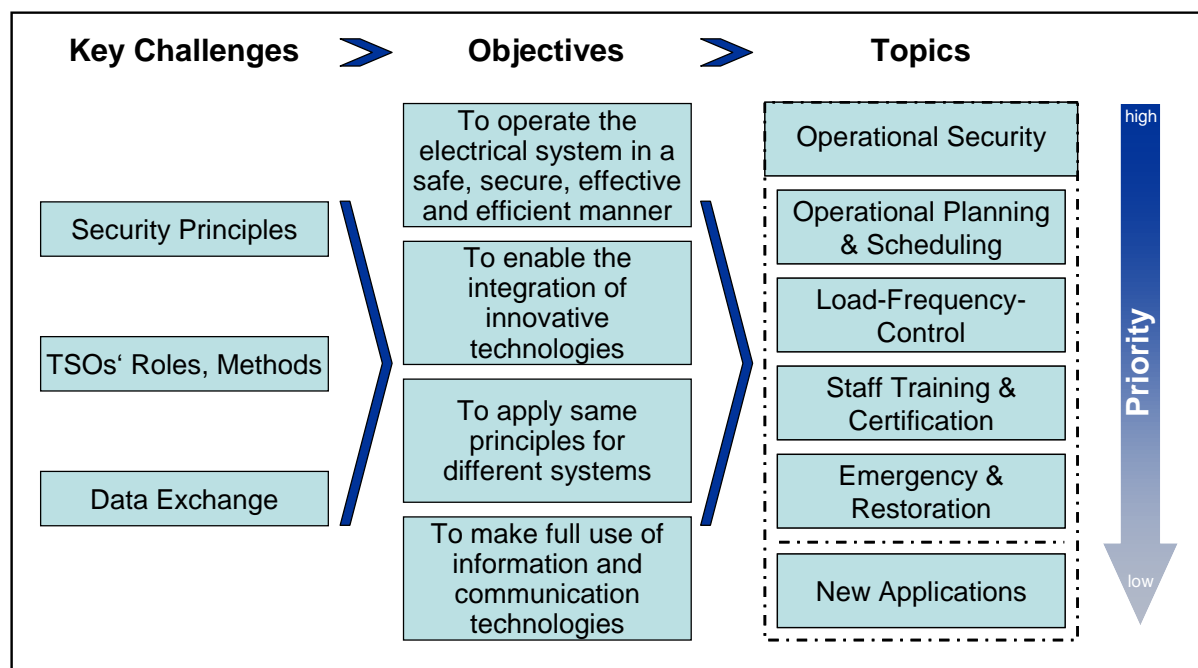 Key Challenges
Objectives
Topics
Security Principles
TSOs‘ Roles, Methods
Data Exchange
To operate the
electrical system in a
safe, secure, effective
and efficient manner
To enable the
integration of
innovative
technologies
To apply same
principles for
different systems
To make full use of
information and
communication
technologies
Operational Security
Operational Planning
& Scheduling
Load-Frequency-
Control
Staff Training &
Certification
Emergency &
Restoration
New Applications
high
Priority
low